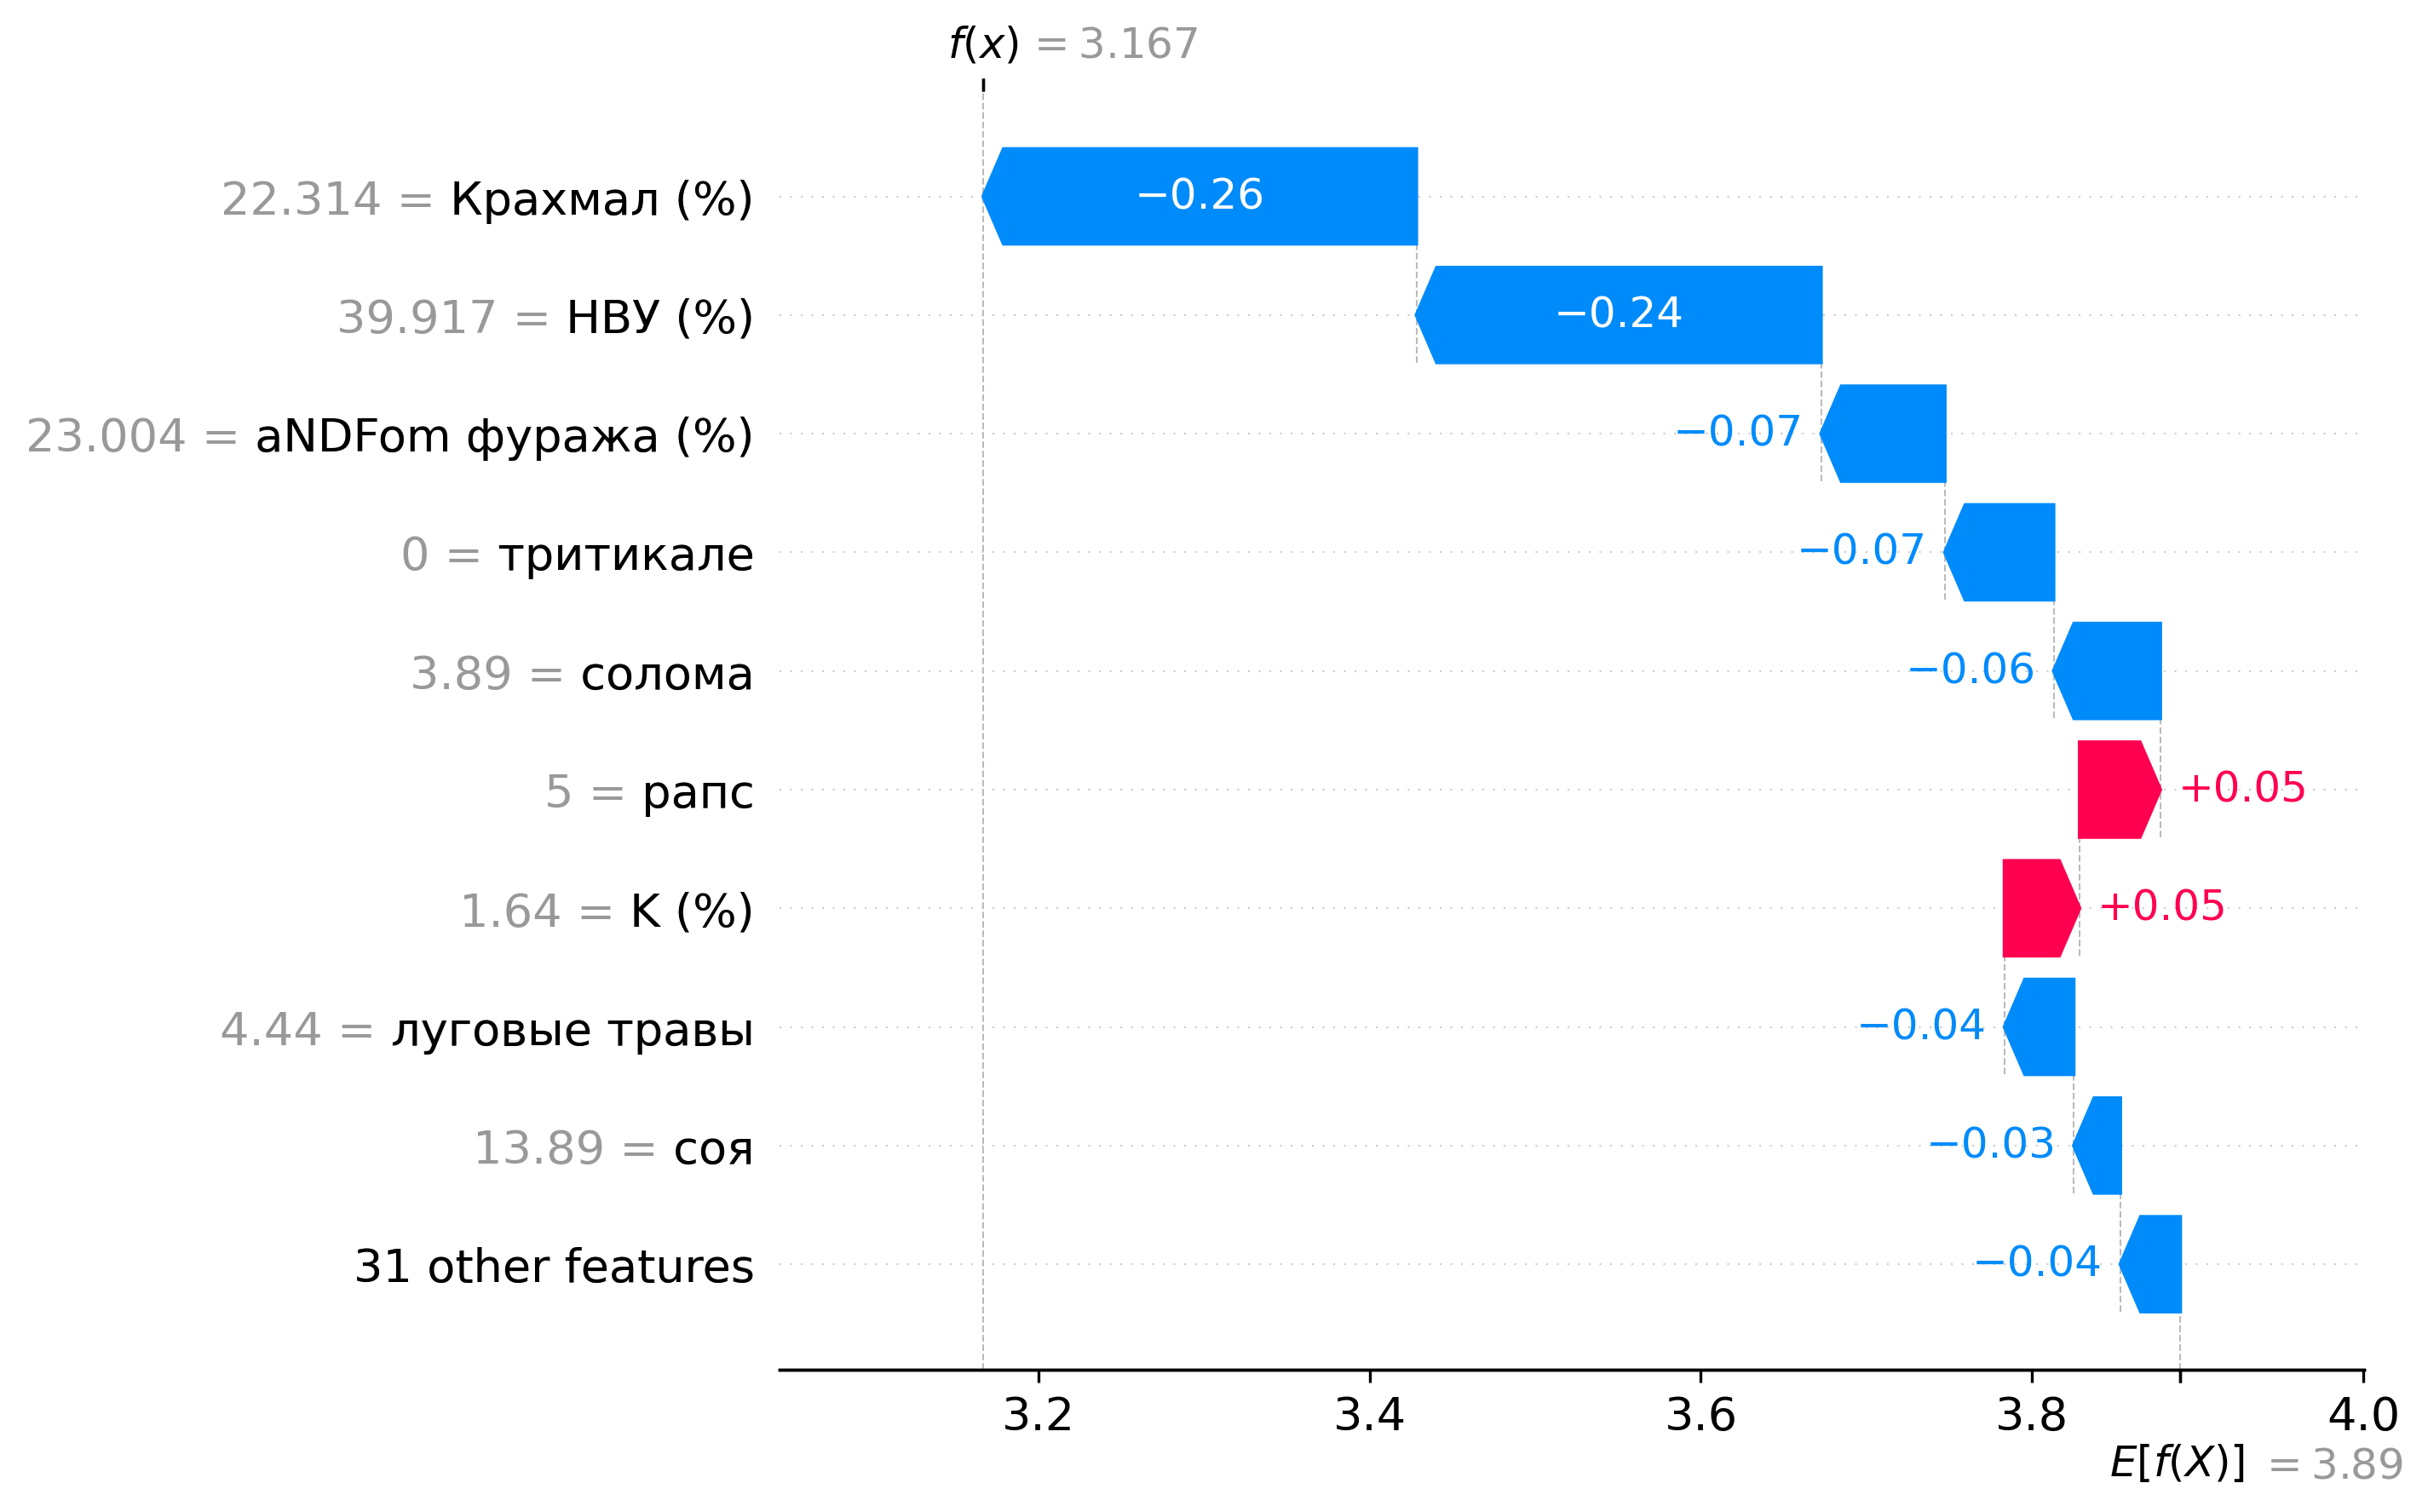 f(x) = 3.167
22.314 = Крахмал (%)
−0.26
39.917 = НВУ (%)
−0.24
23.004 = aNDFom фуража (%)
−0.07
0 = тритикале
−0.07
3.89 = солома
−0.06
5 = рапс
+0.05
1.64 = K (%)
+0.05
4.44 = луговые травы
−0.04
13.89 = соя
−0.03
31 other features
−0.04
3.2 3.4 3.6 3.8 4.0
E[f(X)] = 3.89